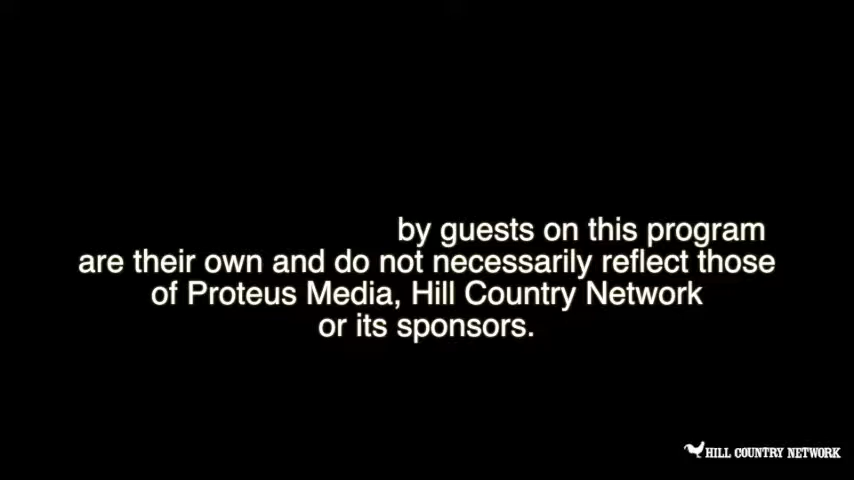 by guests on this program
are their own and do not necessarily reflect those
of Proteus Media, Hill Country Network
or its sponsors.
HILL COUNTRY NETWORK